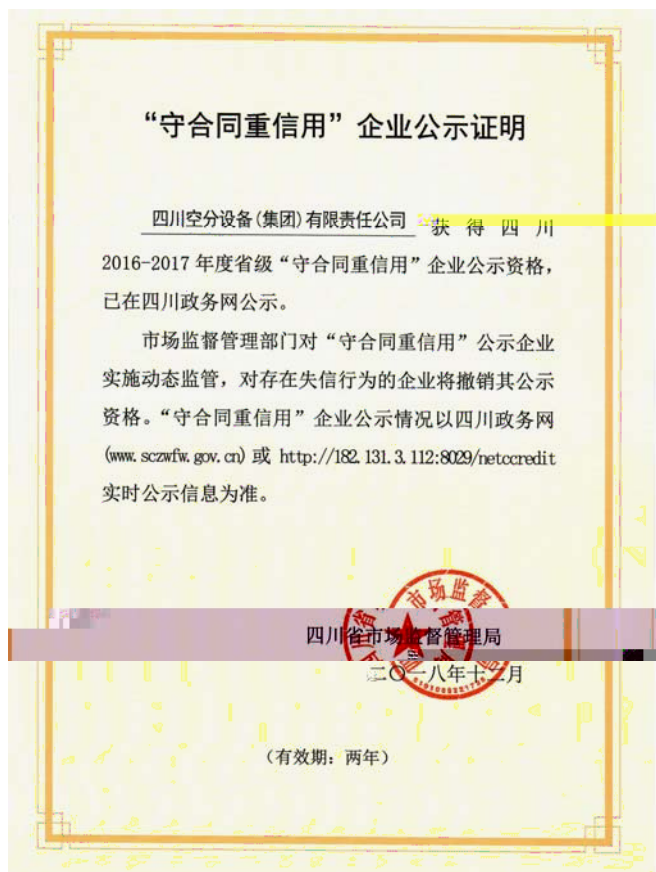 “守合同重信用”企业公示证明
四川空分设备(集团)有限责任公司 获得四川
2016-2017年度省级“守合同重信用”企业公示资格，
已在四川政务网公示。
市场监督管理部门对“守合同重信用”公示企业
实施动态监管，对存在失信行为的企业将撤销其公示
资格。“守合同重信用”企业公示情况以四川政务网
(www.sczwfw.gov.cn)或 http://182.131.3.112:8029/netccredit
实时公示信息为准。
四川省市场监督管理局
二〇一八年十二月
(有效期：两年)